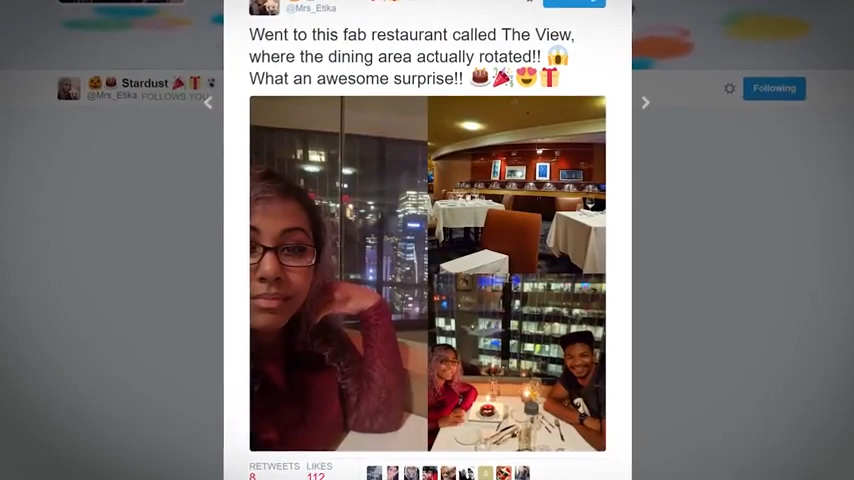 @Mrs_Etika
Went to this fab restaurant called The View,
where the dining area actually rotated!! 😱
What an awesome surprise!! 🎂🎉😍🎁
Stardust 🎉🎁
@Mrs_Etika FOLLOWS YOU
Following
RETWEETS LIKES
8 112